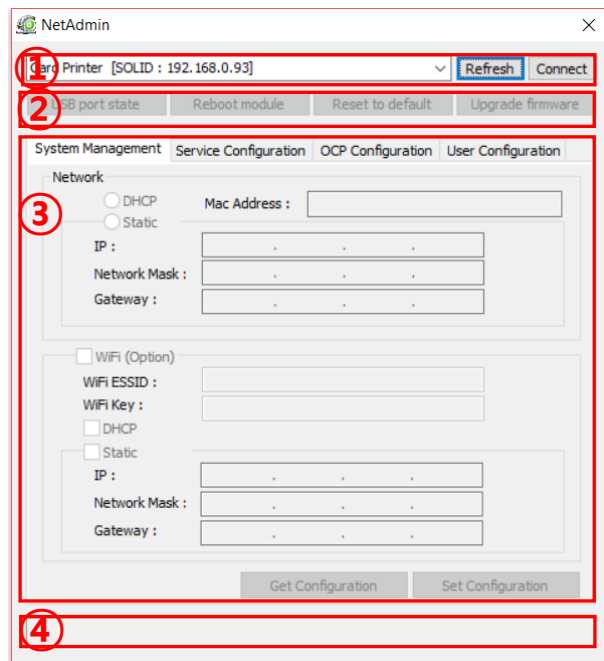 NetAdmin
① Card Printer [SOLID : 192.168.0.93] Refresh Connect
② USB port state Reboot module Reset to default Upgrade firmware
System Management Service Configuration OCP Configuration User Configuration
Network
③
DHCP Mac Address :
Static
IP : . . .
Network Mask : . . .
Gateway : . . .
WiFi (Option)
WiFi ESSID :
WiFi Key :
DHCP
Static
IP : . . .
Network Mask : . . .
Gateway : . . .
Get Configuration Set Configuration
④